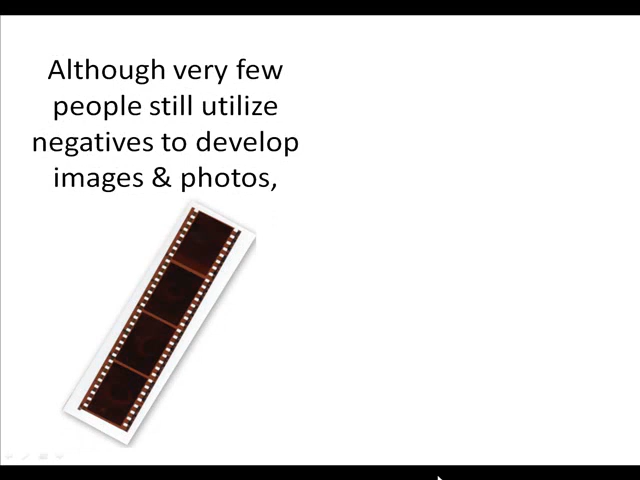 Although very few
people still utilize
negatives to develop
images & photos,